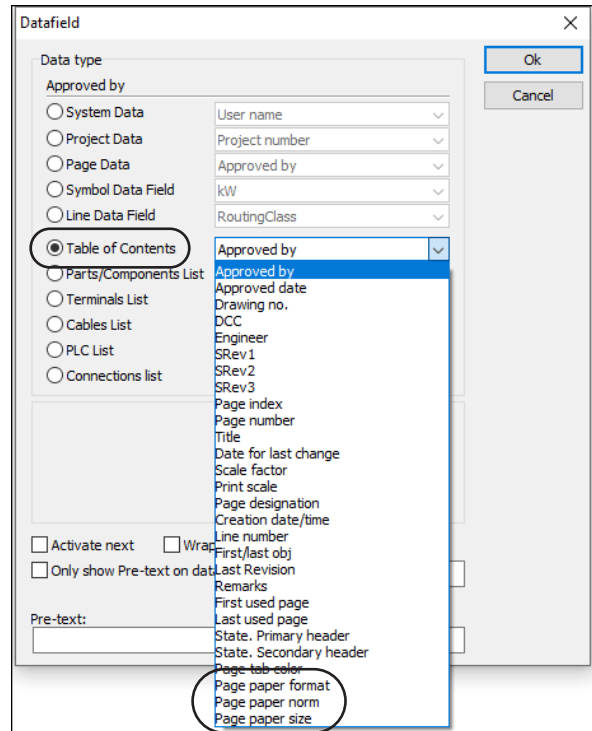 Datafield
Data type
Ok
Approved by
Cancel
System Data User name
Project Data Project number
Page Data Approved by
Symbol Data Field kW
Line Data Field RoutingClass
Table of Contents Approved by
Parts/Components List Approved by
Approved date
Terminals List Drawing no.
DCC
Cables List Engineer
SRev1
PLC List SRev2
SRev3
Connections list
Page index
Page number
Title
Date for last change
Scale factor
Print scale
Page designation
Creation date/time
Line number
Activate next Wrap
First/last obj
Only show Pre-text on dat Last Revision
Remarks
First used page
Pre-text: Last used page
State. Primary header
State. Secondary header
Page tab color
Page paper format
Page paper norm
Page paper size